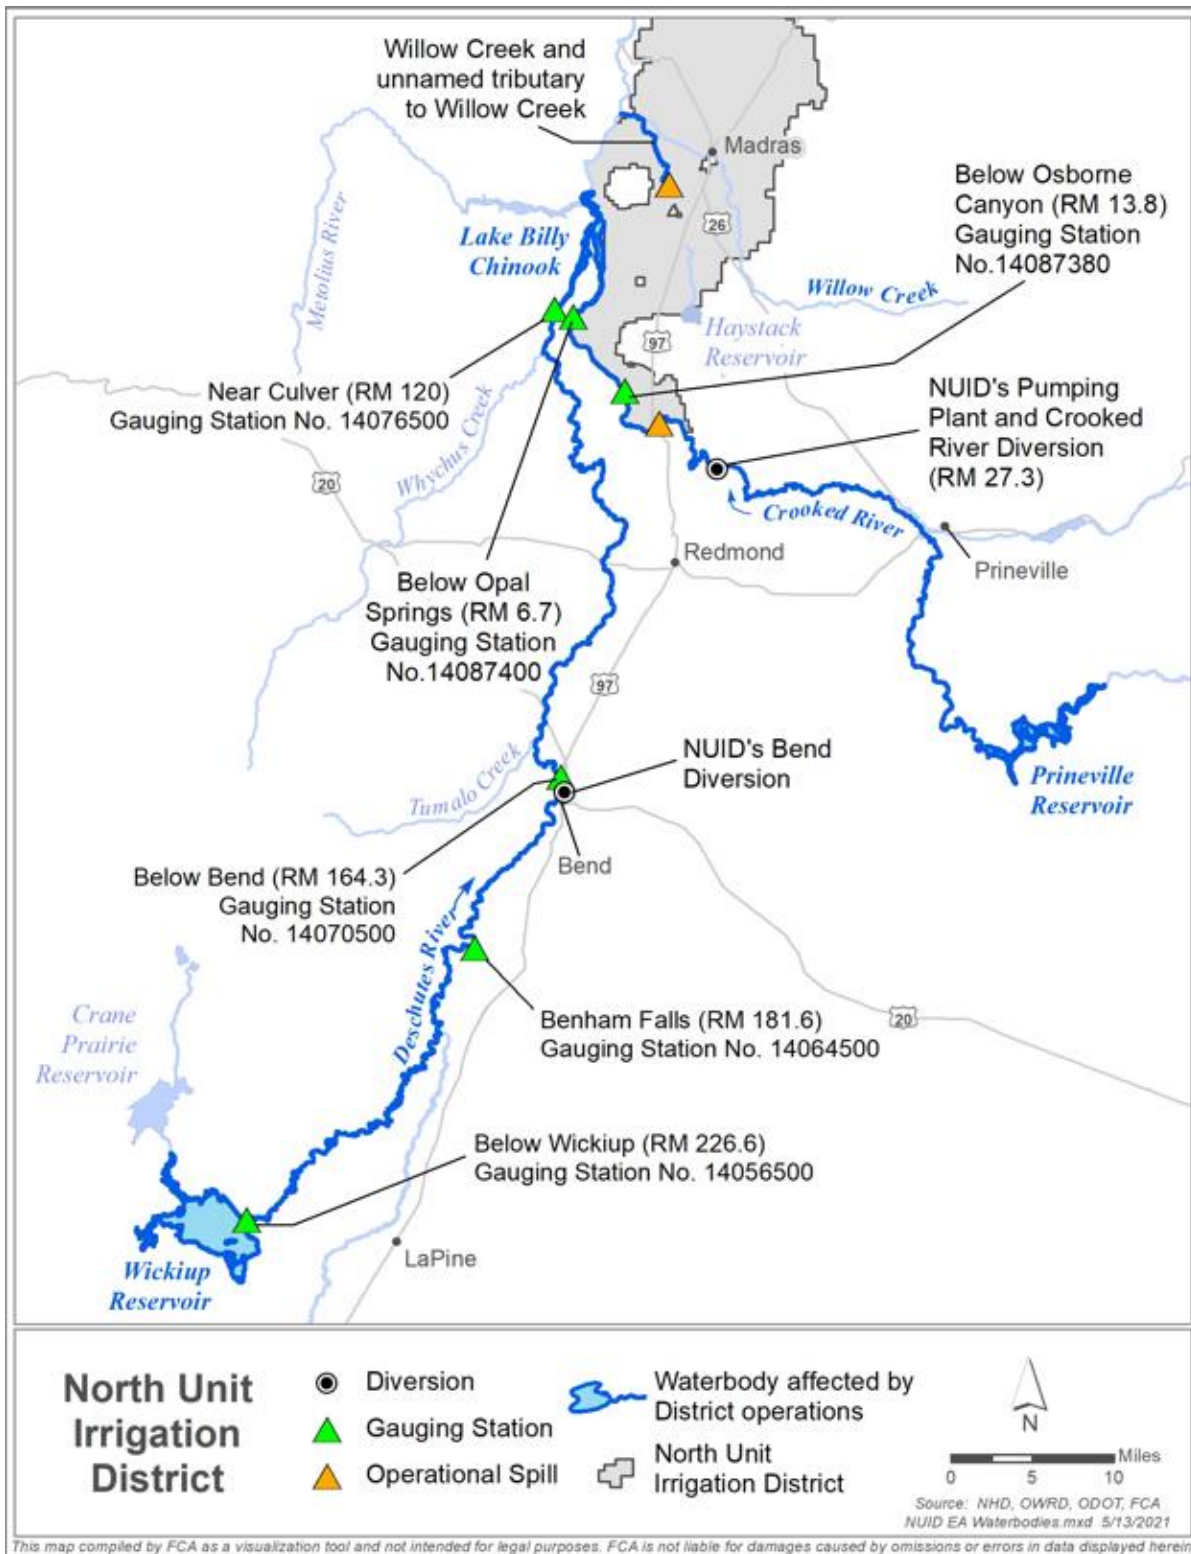 Willow Creek and
unnamed tributary
to Willow Creek
Madras
Below Osborne
Canyon (RM 13.8)
Gauging Station
No.14087380
26
Metolius River
Lake Billy
Chinook
Willow Creek
Haystack
Reservoir
97
Near Culver (RM 120)
Gauging Station No. 14076500
NUID's Pumping
Plant and Crooked
River Diversion
(RM 27.3)
Whychus Creek
20
Crooked River
Redmond
Prineville
Below Opal
Springs (RM 6.7)
Gauging Station
No.14087400
97
NUID's Bend
Diversion
Prineville
Reservoir
Tumalo Creek
Bend
Below Bend (RM 164.3)
Gauging Station
No. 14070500
Deschutes River
Benham Falls (RM 181.6)
Gauging Station No. 14064500
20
Crane
Prairie
Reservoir
Below Wickiup (RM 226.6)
Gauging Station No. 14056500
Wickiup
Reservoir
LaPine
North Unit
Irrigation
District
Diversion
Gauging Station
Operational Spill
Waterbody affected by
District operations
North Unit
Irrigation District
N
Miles
0 5 10
Source: NHD, OWRD, ODOT, FCA
NUID EA Waterbodies.mxd 5/13/2021
This map compiled by FCA as a visualization tool and not intended for legal purposes. FCA is not liable for damages caused by omissions or errors in data displayed herein